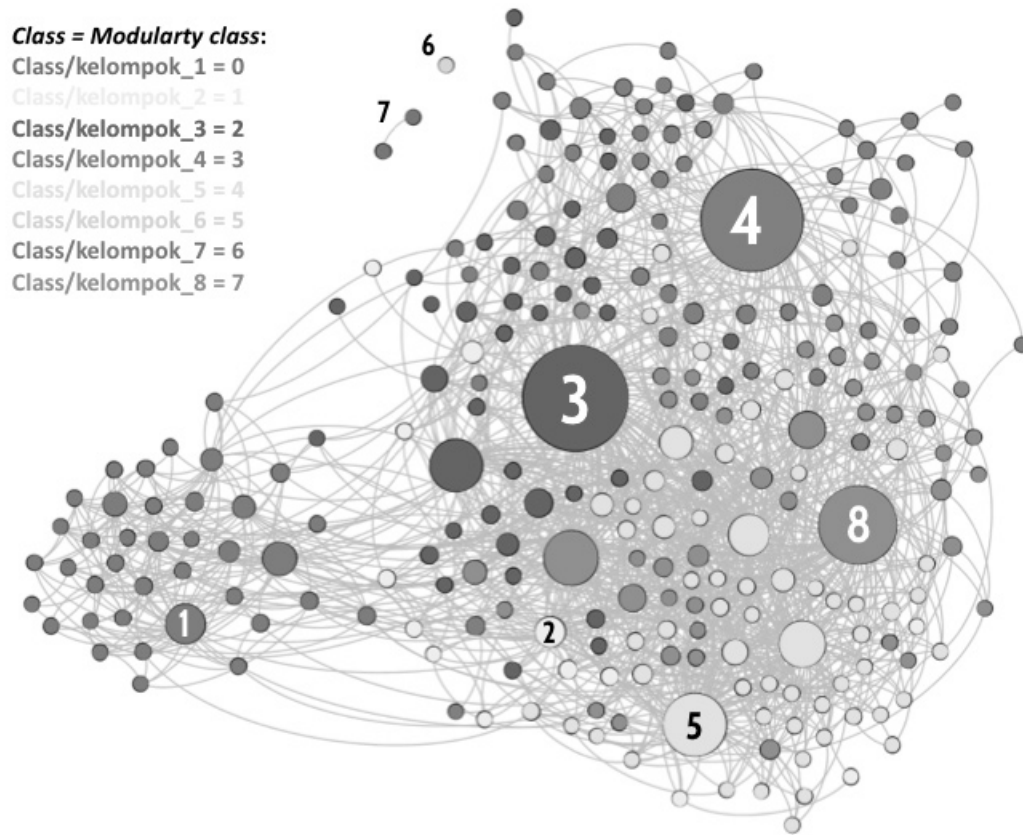 Class = Modularty class:
Class/kelompok_1 = 0
Class/kelompok_2 = 1
Class/kelompok_3 = 2
Class/kelompok_4 = 3
Class/kelompok_5 = 4
Class/kelompok_6 = 5
Class/kelompok_7 = 6
Class/kelompok_8 = 7
6
7
4
3
8
1
2
5